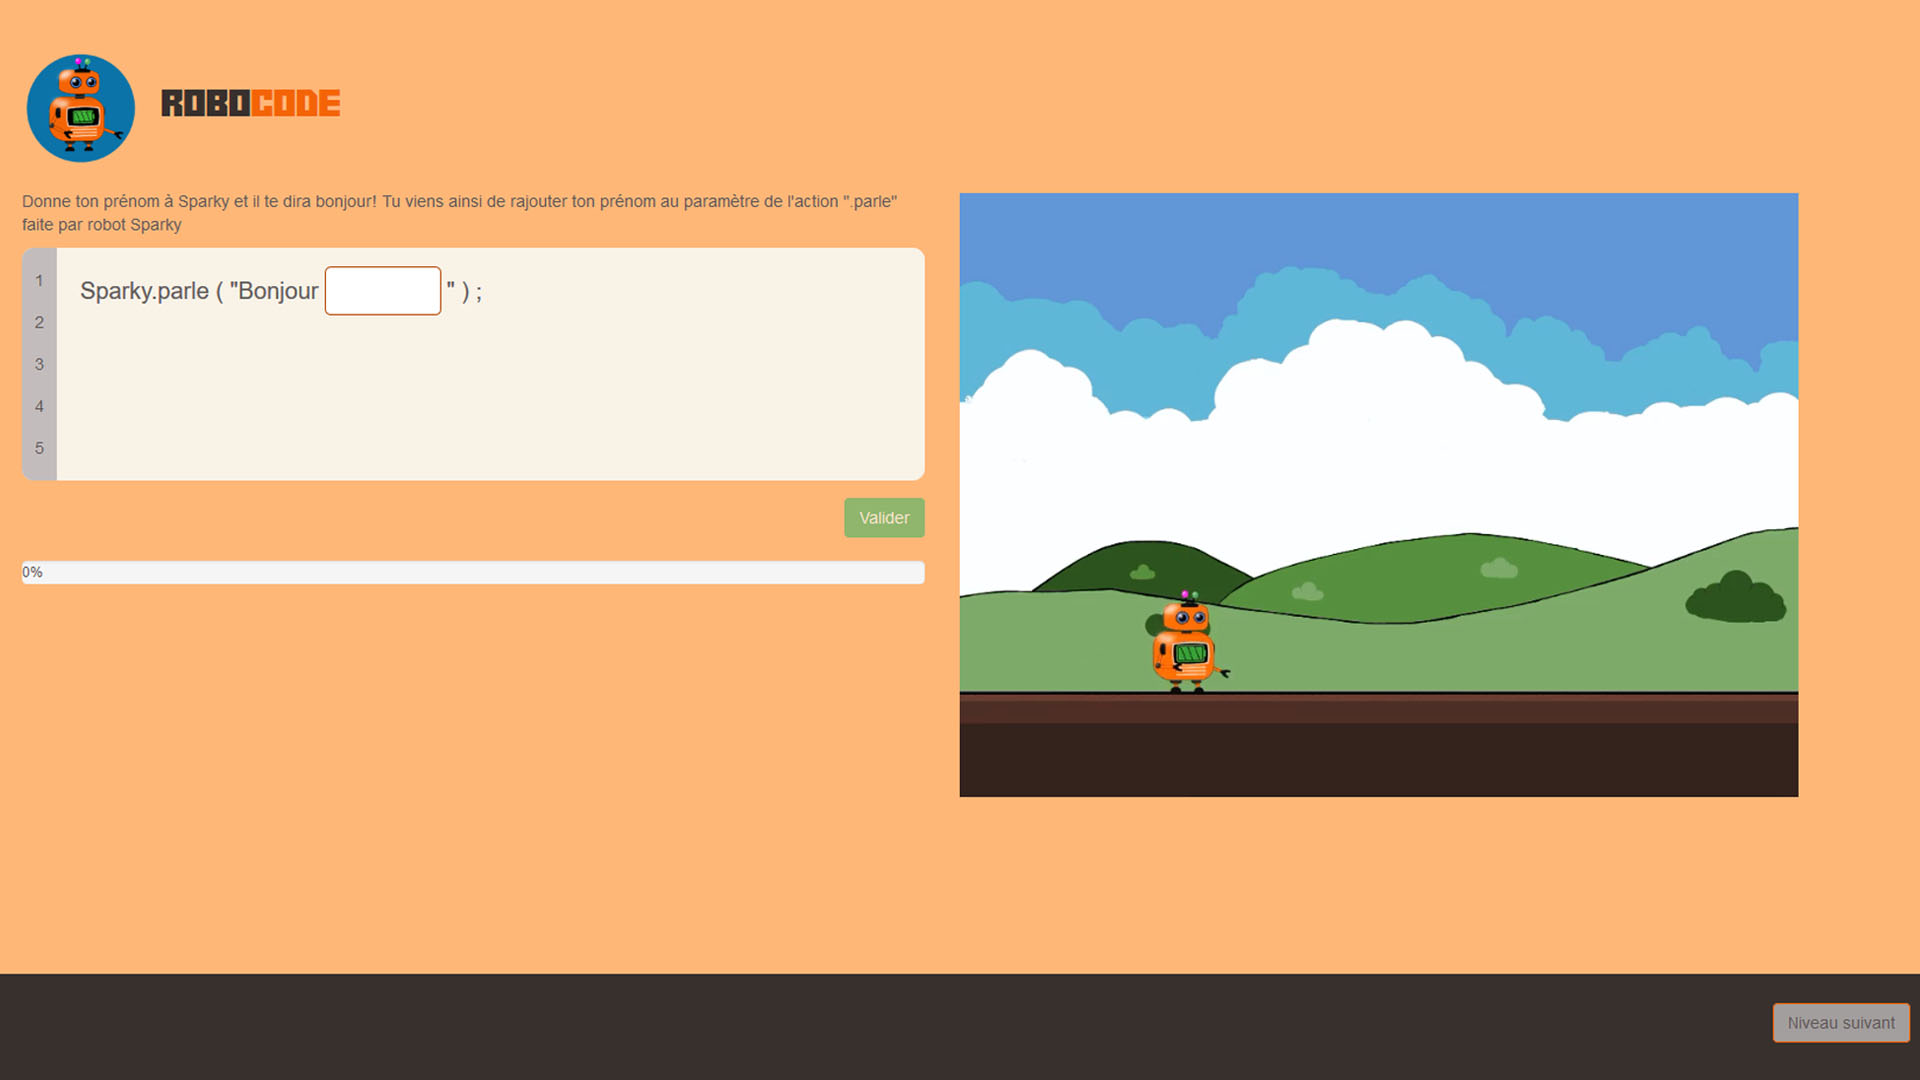 ROBOCODE
Donne ton prénom à Sparky et il te dira bonjour! Tu viens ainsi de rajouter ton prénom au paramètre de l'action ".parle"
faite par robot Sparky
1
Sparky.parle ( "Bonjour " ) ;
2
3
4
5
Valider
0%
Niveau suivant